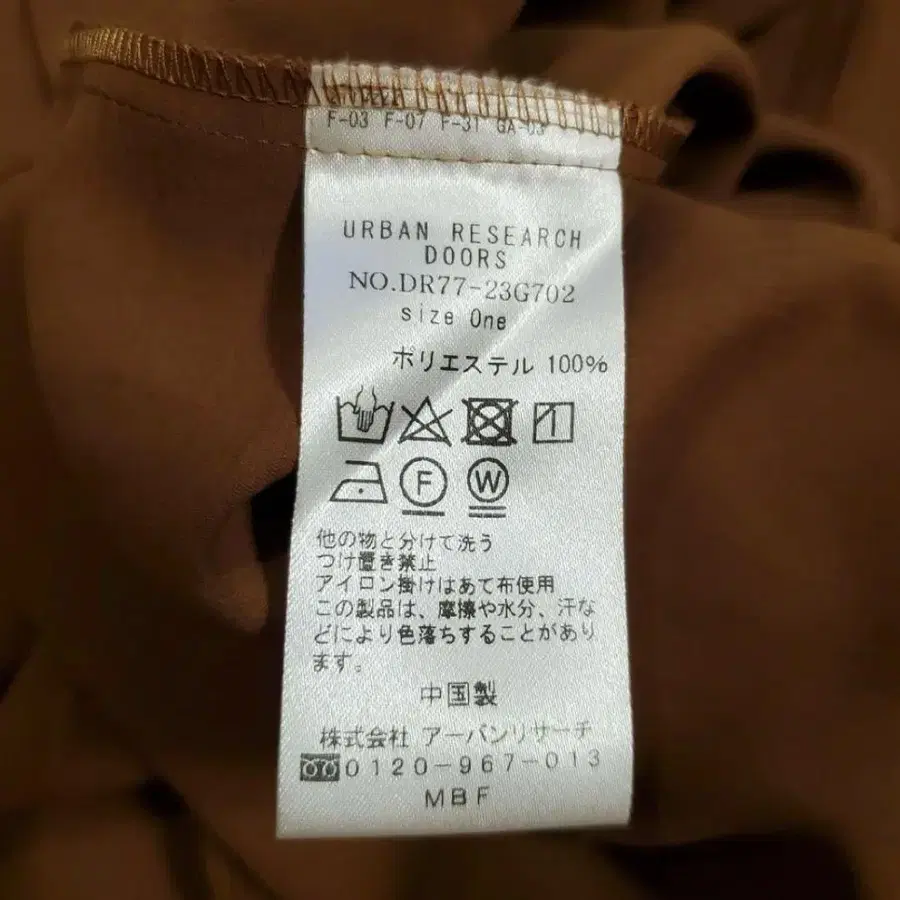 F-03 F-07 F-31 GA-03
URBAN RESEARCH
DOORS
NO.DR77-23G702
size One
ポリエステル 100%
F W
他の物と分けて洗う
つけ置き禁止
アイロン掛けはあて布使用
この製品は、摩擦や水分、汗な
どにより色落ちすることがあり
ます。
中国製
株式会社 アーバンリサーチ
0120-967-013
MBF